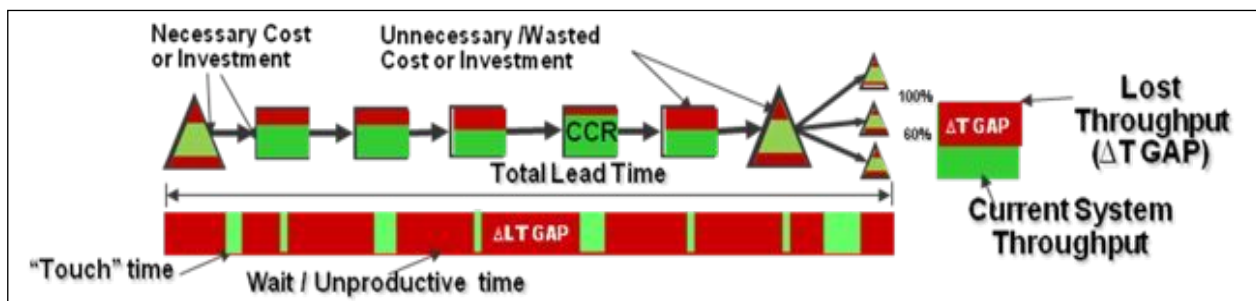 Necessary Cost
or Investment
Unnecessary /Wasted
Cost or Investment
100%
60%
ΔT GAP
Lost
Throughput
(ΔT GAP)
CCR
Total Lead Time
ΔLT GAP
Current System
Throughput
“Touch” time
Wait / Unproductive time